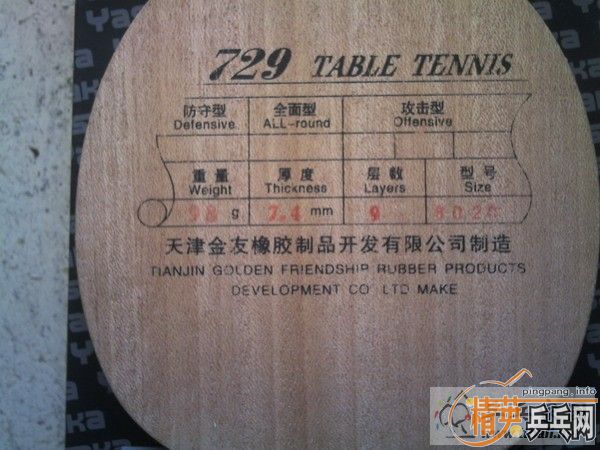 729 TABLE TENNIS
防守型 全面型 攻击型
Defensive ALL-round Offensive
重量 厚度 层数 型号
Weight Thickness Layers Size
98 g 7.4 mm 9
天津金友橡胶制品开发有限公司制造
TIANJIN GOLDEN FRIENDSHIP RUBBER PRODUCTS
DEVELOPMENT CO LTD MAKE
pingpang.info
精英乒乓网